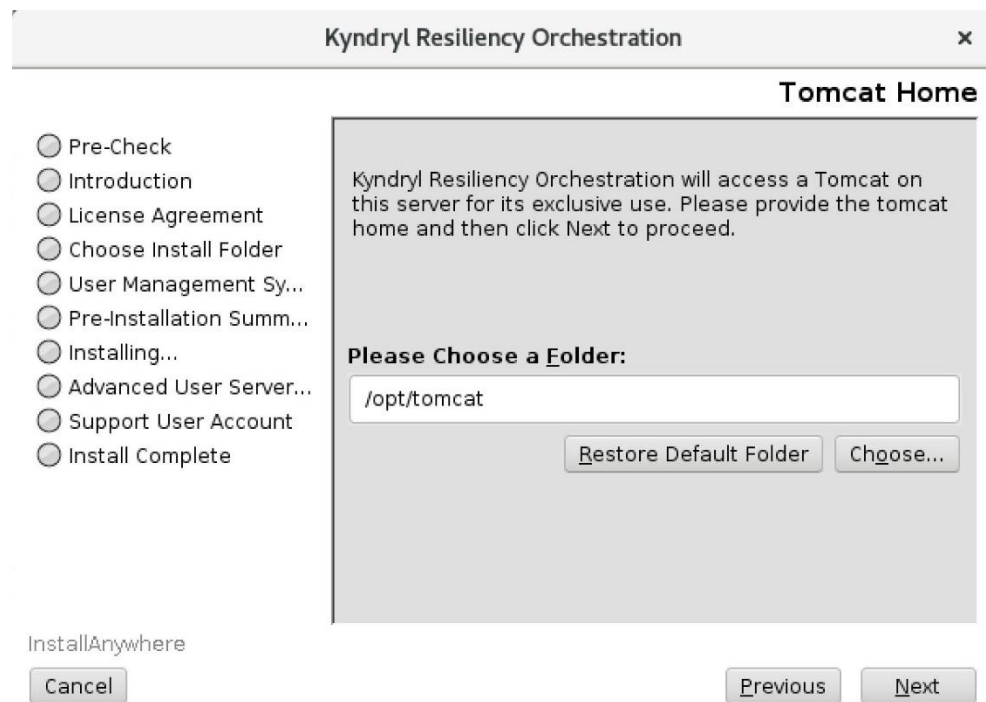 Kyndryl Resiliency Orchestration
×
Tomcat Home
Pre-Check
Introduction
License Agreement
Choose Install Folder
User Management Sy...
Pre-Installation Summ...
Installing...
Advanced User Server...
Support User Account
Install Complete
Kyndryl Resiliency Orchestration will access a Tomcat on
this server for its exclusive use. Please provide the tomcat
home and then click Next to proceed.
Please Choose a Folder:
/opt/tomcat
Restore Default Folder
Choose...
InstallAnywhere
Cancel
Previous
Next